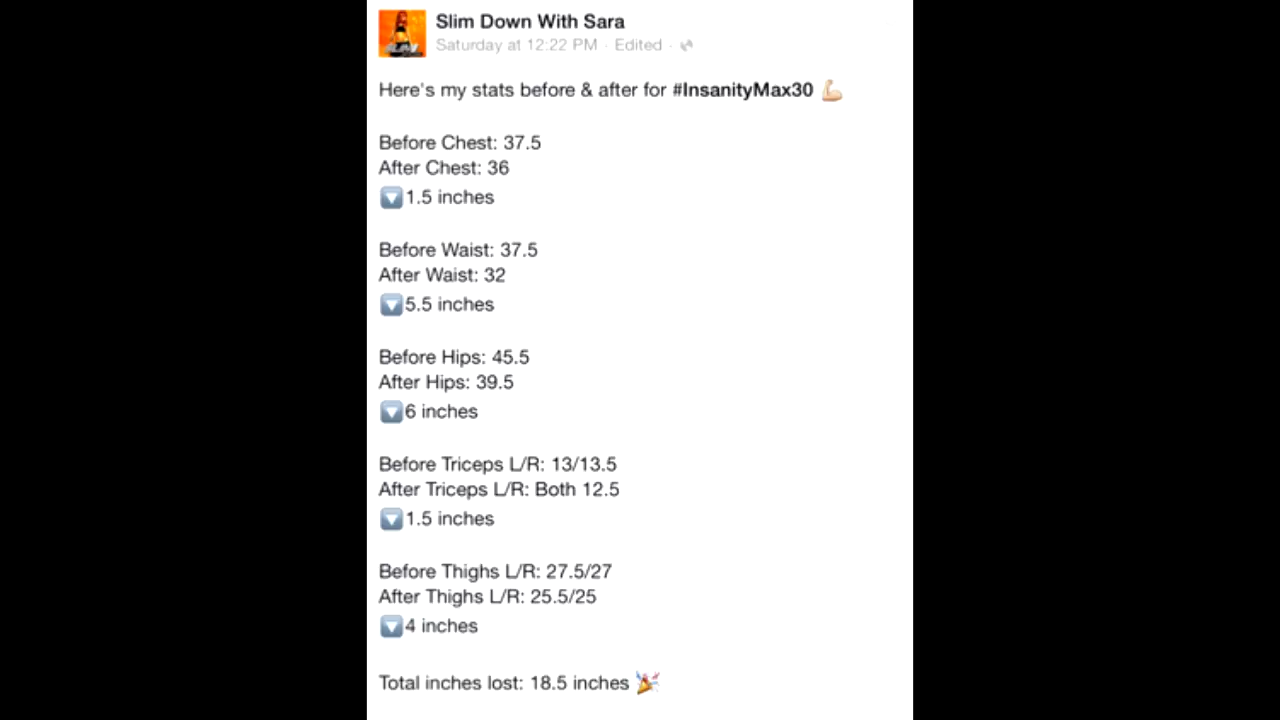 Slim Down With Sara
Saturday at 12:22 PM · Edited ·
Here's my stats before & after for #InsanityMax30 💪🏻
Before Chest: 37.5
After Chest: 36
🔽1.5 inches
Before Waist: 37.5
After Waist: 32
🔽5.5 inches
Before Hips: 45.5
After Hips: 39.5
🔽6 inches
Before Triceps L/R: 13/13.5
After Triceps L/R: Both 12.5
🔽1.5 inches
Before Thighs L/R: 27.5/27
After Thighs L/R: 25.5/25
🔽4 inches
Total inches lost: 18.5 inches 🎉